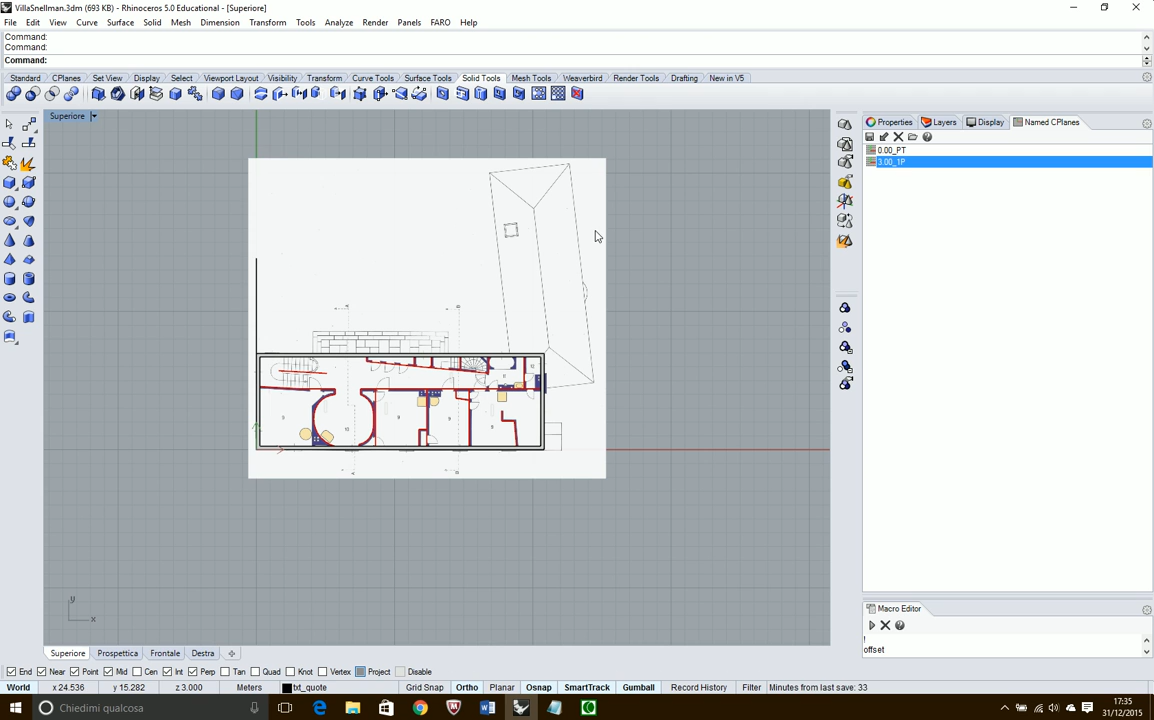 VillaSnellman.3dm (693 KB) - Rhinoceros 5.0 Educational - [Superiore]
File Edit View Curve Surface Solid Mesh Dimension Transform Tools Analyze Render Panels FARO Help
Command:
Command:
Command:
Standard CPlanes Set View Display Select Viewport Layout Visibility Transform Curve Tools Surface Tools Solid Tools Mesh Tools Weaverbird Render Tools Drafting New in V5
Superiore
Properties Layers Display Named CPlanes
0.00_PT
3.00_1P
y
x
Macro Editor
!
offset
Superiore Prospettica Frontale Destra
End Near Point Mid Cen Int Perp Tan Quad Knot Vertex Project Disable
World x 24.536 y 15.282 z 3.000 Meters txt_quote Grid Snap Ortho Planar Osnap SmartTrack Gumball Record History Filter Minutes from last save: 33
Chiedimi qualcosa
17:35
31/12/2015